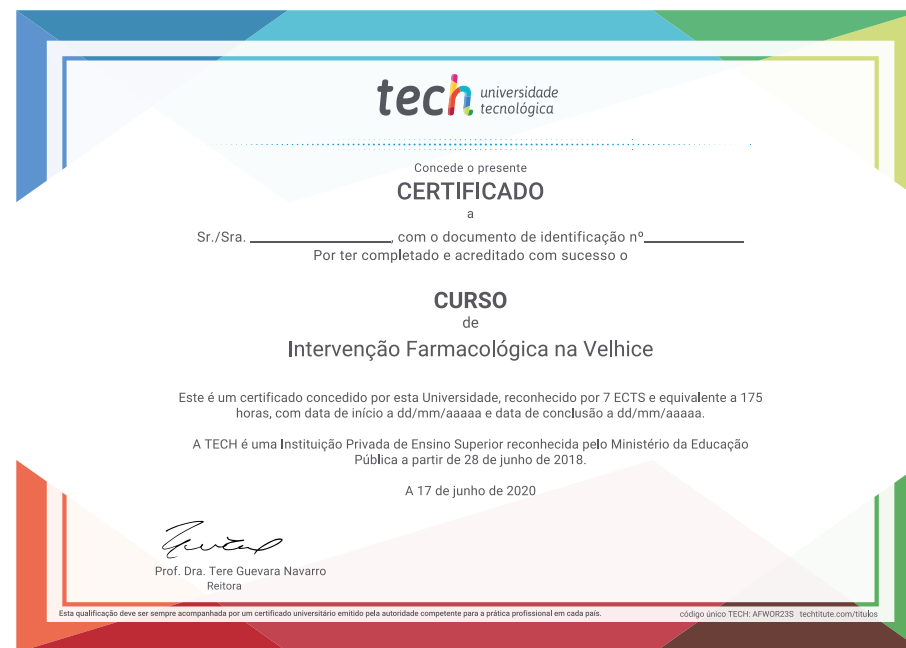 tech universidade
tecnológica
Concede o presente
CERTIFICADO
a
Sr./Sra. ____________________, com o documento de identificação nº______________
Por ter completado e acreditado com sucesso o
CURSO
de
Intervenção Farmacológica na Velhice
Este é um certificado concedido por esta Universidade, reconhecido por 7 ECTS e equivalente a 175
horas, com data de início a dd/mm/aaaaa e data de conclusão a dd/mm/aaaaa.
A TECH é uma Instituição Privada de Ensino Superior reconhecida pelo Ministério da Educação
Pública a partir de 28 de junho de 2018.
A 17 de junho de 2020
Prof. Dra. Tere Guevara Navarro
Reitora
Esta qualificação deve ser sempre acompanhada por um certificado universitário emitido pela autoridade competente para a prática profissional em cada país.
código único TECH: AFWOR23S techtitute.com/titulos